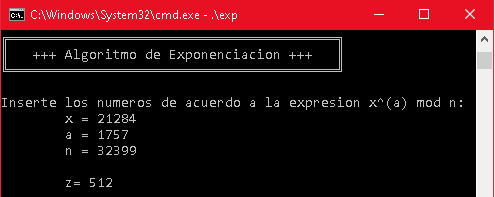 C:\Windows\System32\cmd.exe - .\exp
+++ Algoritmo de Exponenciacion +++
Inserte los numeros de acuerdo a la expresion x^(a) mod n:
x = 21284
a = 1757
n = 32399
z= 512